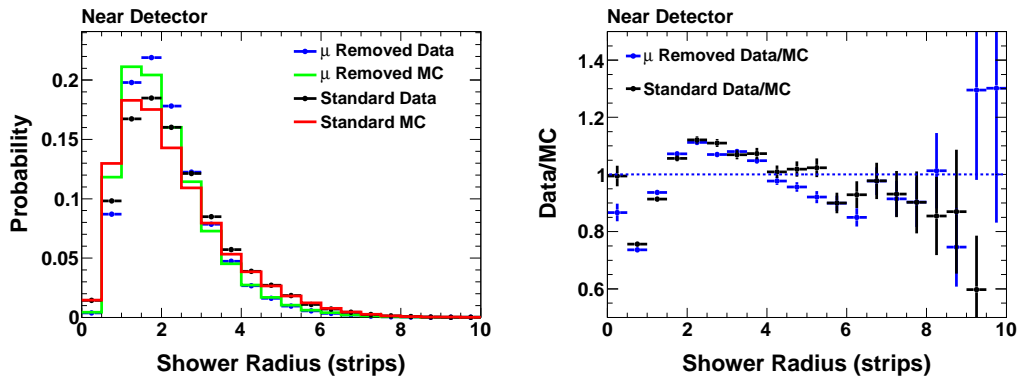 Near Detector
μ Removed Data
μ Removed MC
Standard Data
Standard MC
Probability
0.2
0.15
0.1
0.05
0
0 2 4 6 8 10
Shower Radius (strips)
Near Detector
μ Removed Data/MC
Standard Data/MC
Data/MC
1.4
1.2
1
0.8
0.6
0 2 4 6 8 10
Shower Radius (strips)